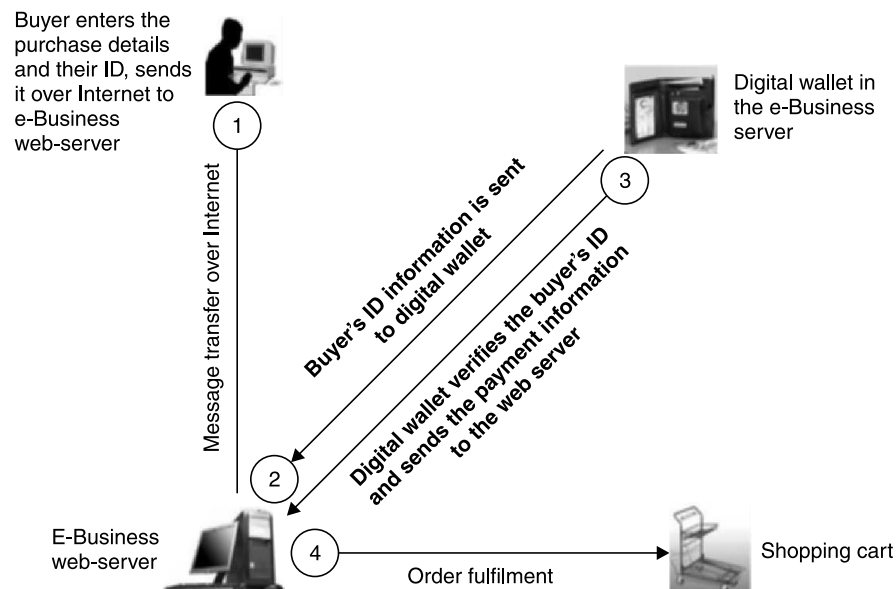 Buyer enters the
purchase details
and their ID, sends
it over Internet to
e-Business
web-server
1
Digital wallet in
the e-Business
server
3
Message transfer over Internet
Buyer's ID information is sent
to digital wallet
Digital wallet verifies the buyer's ID
and sends the payment information
to the web server
2
E-Business
web-server
4
Order fulfilment
Shopping cart